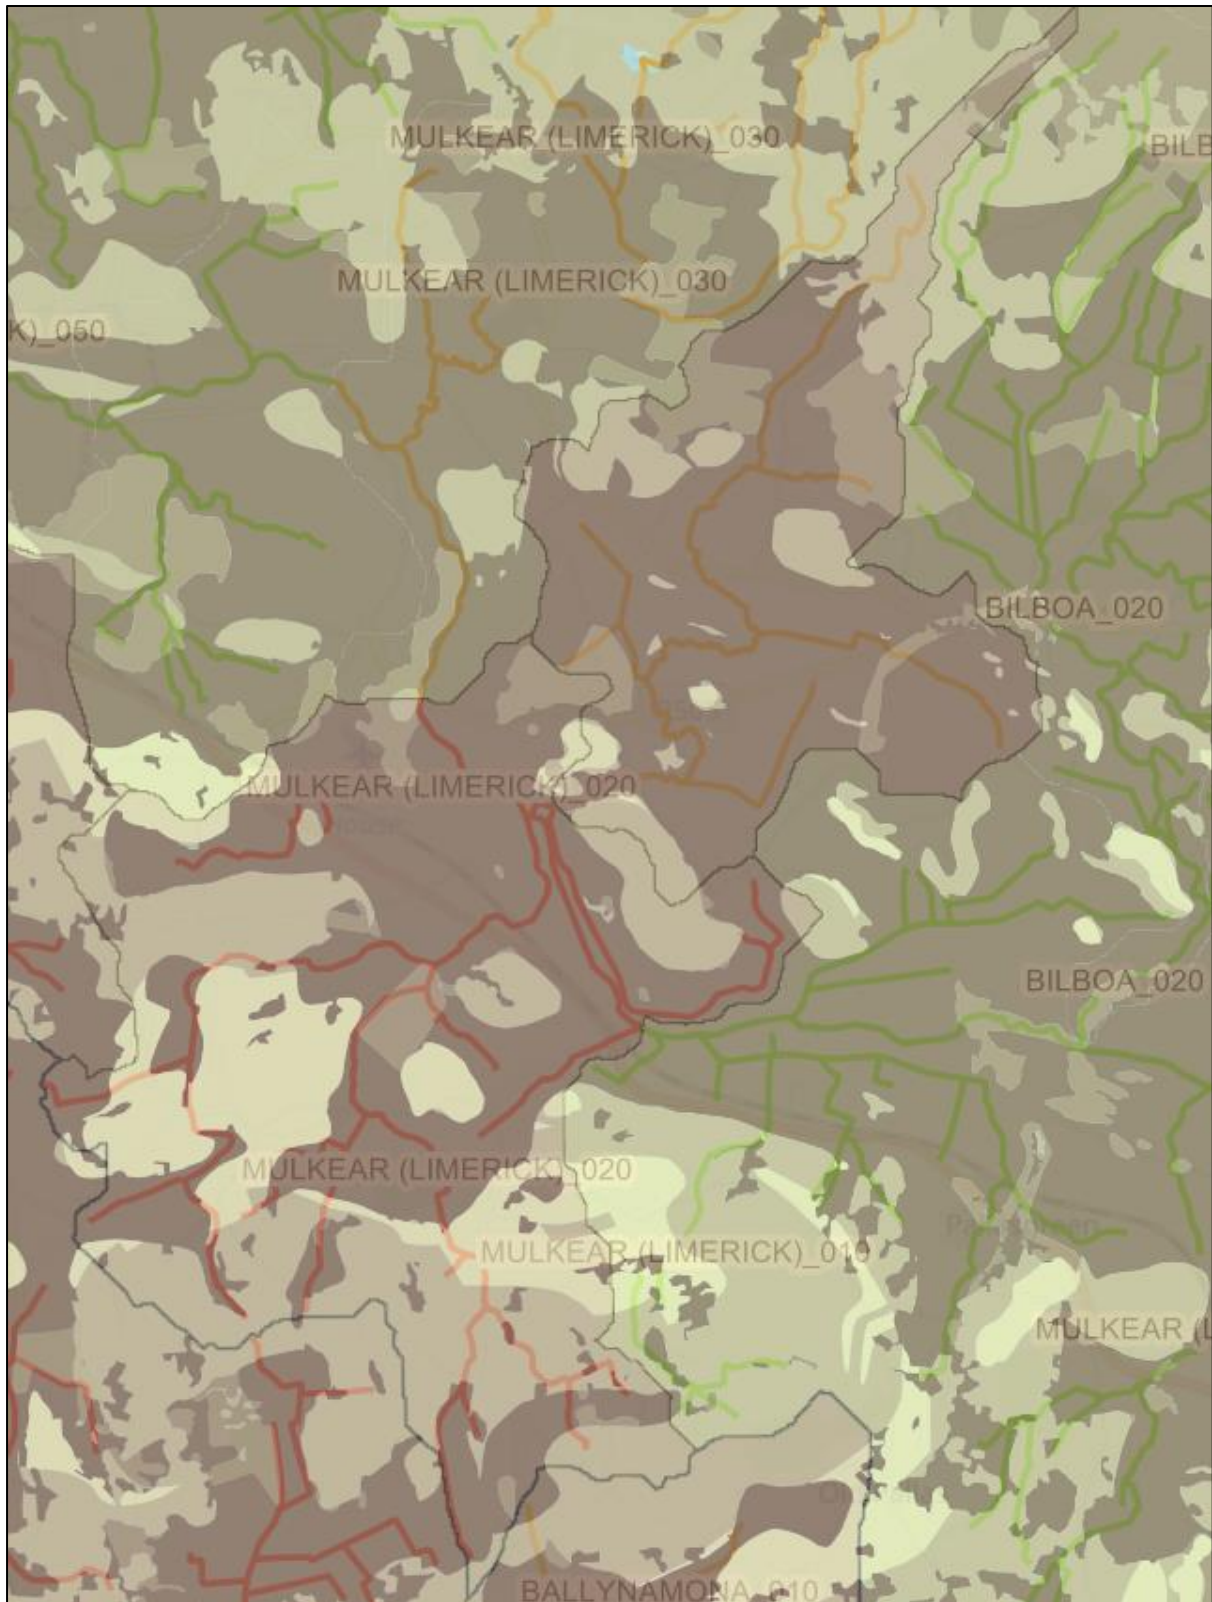 MULKEAR (LIMERICK)_030
BILB
MULKEAR (LIMERICK)_030
K)_050
BILBOA_020
MULKEAR (LIMERICK)_020
BILBOA_020
MULKEAR (LIMERICK)_020
MULKEAR (LIMERICK)_010
MULKEAR (L
BALLYNAMONA_010